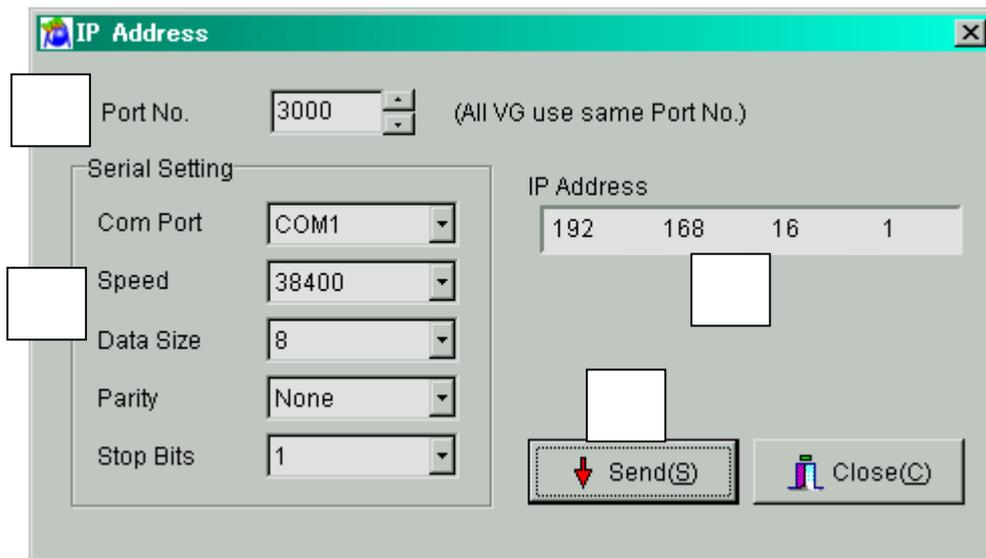 IP Address
Port No. 3000 (All VG use same Port No.)
Serial Setting
Com Port COM1
Speed 38400
Data Size 8
Parity None
Stop Bits 1
IP Address
192 168 16 1
Send(S) Close(C)